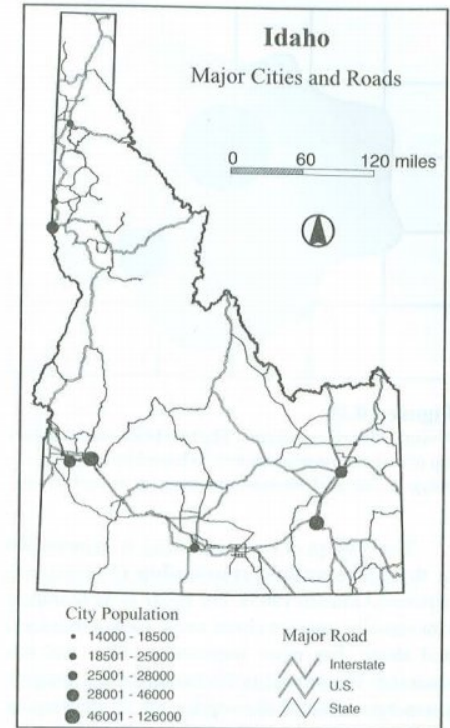 Idaho
Major Cities and Roads
0 60 120 miles
City Population
14000 - 18500
18501 - 25000
25001 - 28000
28001 - 46000
46001 - 126000
Major Road
Interstate
U.S.
State